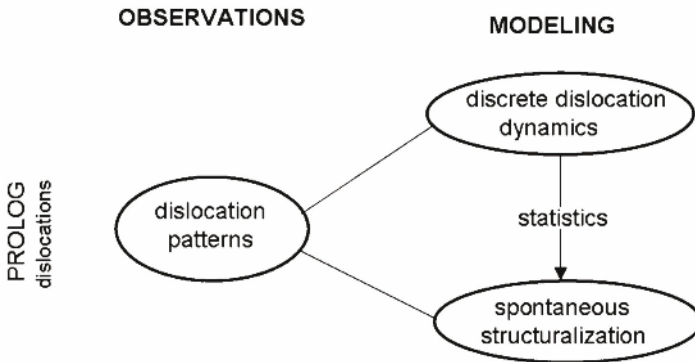 OBSERVATIONS
MODELING
discrete dislocation
dynamics
PROLOG
dislocations
dislocation
patterns
statistics
spontaneous
structuralization